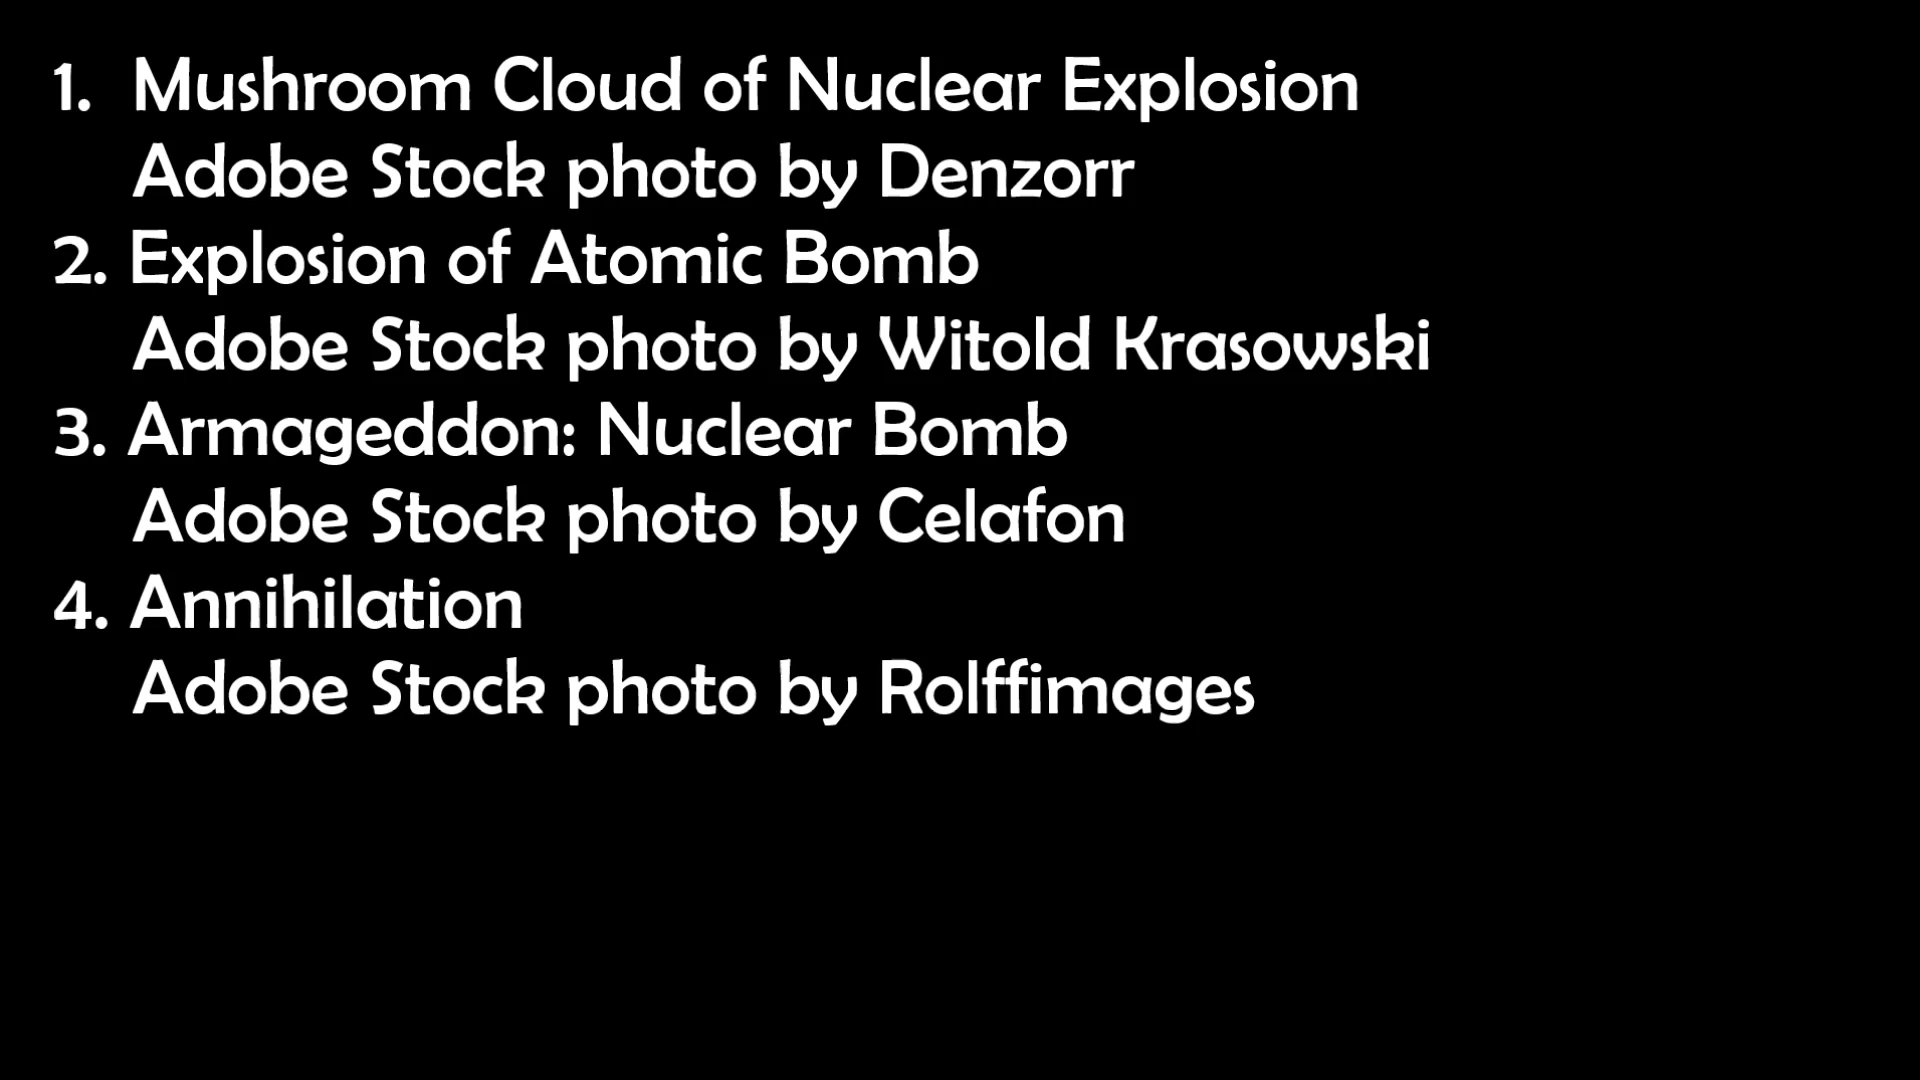 1. Mushroom Cloud of Nuclear Explosion
Adobe Stock photo by Denzorr
2. Explosion of Atomic Bomb
Adobe Stock photo by Witold Krasowski
3. Armageddon: Nuclear Bomb
Adobe Stock photo by Celafon
4. Annihilation
Adobe Stock photo by Rolffimages